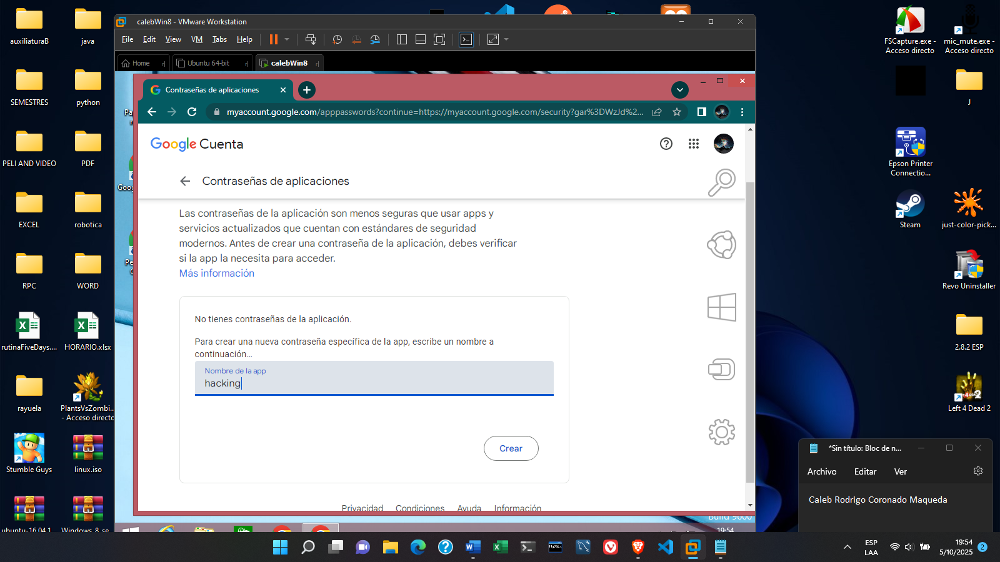 auxiliaturaB
java
SEMESTRES
python
PELI AND VIDEO
PDF
EXCEL
robotica
RPC
WORD
rutinaFiveDays....
HORARIO.xlsx
rayuela
PlantsVsZombi...
- Acceso directo
Stumble Guys
linux.iso
ubuntu-16.04.1
Windows_8_se
calebWin8 - VMware Workstation
File Edit View VM Tabs Help
Home
Ubuntu 64-bit
calebWin8
Contraseñas de aplicaciones
myaccount.google.com/apppasswords?continue=https://myaccount.google.com/security?gar%3DWzJd%2...
Google Cuenta
Contraseñas de aplicaciones
Las contraseñas de la aplicación son menos seguras que usar apps y
servicios actualizados que cuentan con estándares de seguridad
modernos. Antes de crear una contraseña de la aplicación, debes verificar
si la app la necesita para acceder.
Más información
No tienes contraseñas de la aplicación.
Para crear una nueva contraseña específica de la app, escribe un nombre a
continuación...
Nombre de la app
hacking
Crear
Privacidad Condiciones Ayuda Información
Build 9600
19:54
FSCapture.exe -
Acceso directo
mic_mute.exe -
Acceso directo
J
Epson Printer
Connectio...
Steam
just-color-pick...
Revo Uninstaller
2.8.2 ESP
Left 4 Dead 2
*Sin título: Bloc de n...
Archivo Editar Ver
Caleb Rodrigo Coronado Maqueda
ESP
LAA
19:54
5/10/2025
2